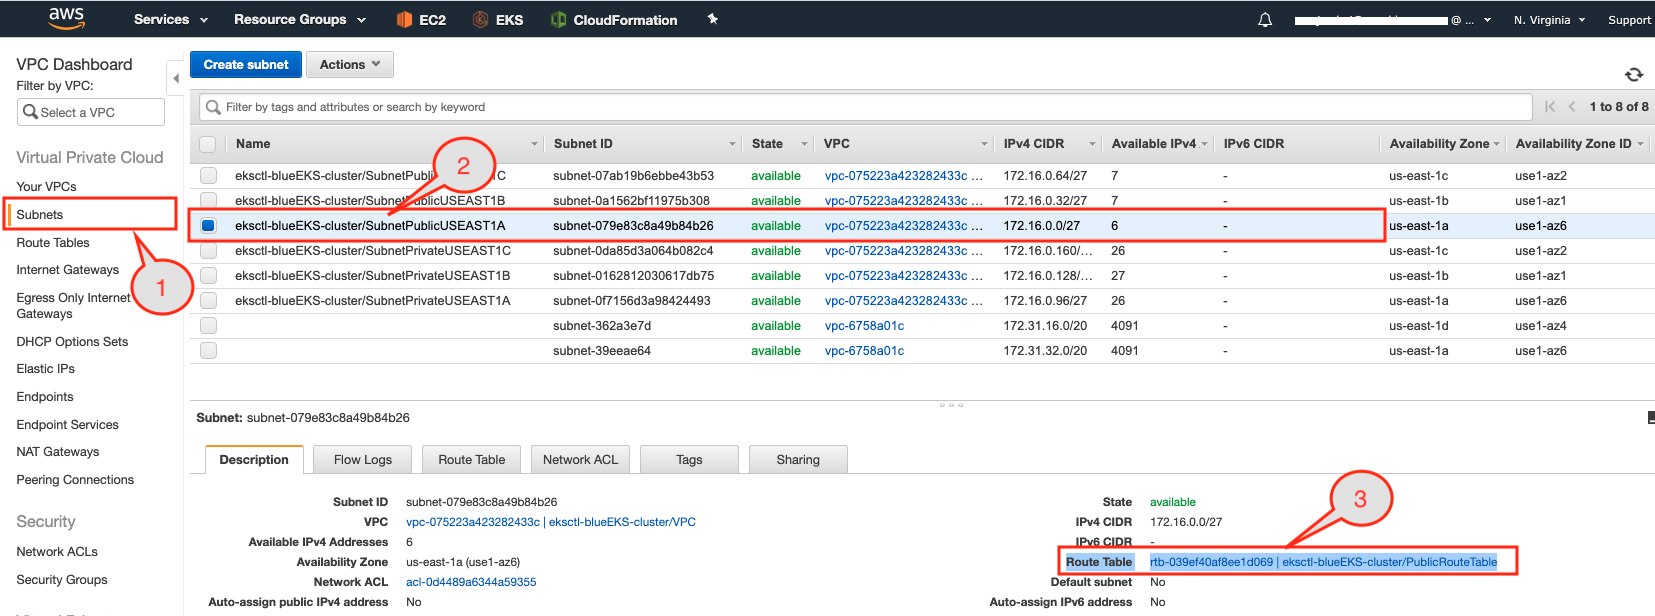 aws Services Resource Groups EC2 EKS CloudFormation @ ... N. Virginia Support
VPC Dashboard
Filter by VPC:
Select a VPC
Virtual Private Cloud
Your VPCs
Subnets
Route Tables
Internet Gateways
Egress Only Internet
Gateways
DHCP Options Sets
Elastic IPs
Endpoints
Endpoint Services
NAT Gateways
Peering Connections
Security
Network ACLs
Security Groups
1
Create subnet Actions
Filter by tags and attributes or search by keyword 1 to 8 of 8
Name Subnet ID State VPC IPv4 CIDR Available IPv4 IPv6 CIDR Availability Zone Availability Zone ID
2
eksctl-blueEKS-cluster/SubnetPubl 1C subnet-07ab19b6ebbe43b53 available vpc-075223a423282433c ... 172.16.0.64/27 7 - us-east-1c use1-az2
eksctl-blueEKS-cluster/SubnetPublicUSEAST1B subnet-0a1562bf11975b308 available vpc-075223a423282433c ... 172.16.0.32/27 7 - us-east-1b use1-az1
eksctl-blueEKS-cluster/SubnetPublicUSEAST1A subnet-079e83c8a49b84b26 available vpc-075223a423282433c ... 172.16.0.0/27 6 - us-east-1a use1-az6
eksctl-blueEKS-cluster/SubnetPrivateUSEAST1C subnet-0da85d3a064b082c4 available vpc-075223a423282433c ... 172.16.0.160/... 26 - us-east-1c use1-az2
eksctl-blueEKS-cluster/SubnetPrivateUSEAST1B subnet-0162812030617db75 available vpc-075223a423282433c ... 172.16.0.128/... 27 - us-east-1b use1-az1
eksctl-blueEKS-cluster/SubnetPrivateUSEAST1A subnet-0f7156d3a98424493 available vpc-075223a423282433c ... 172.16.0.96/27 26 - us-east-1a use1-az6
subnet-362a3e7d available vpc-6758a01c 172.31.16.0/20 4091 - us-east-1d use1-az4
subnet-39eeae64 available vpc-6758a01c 172.31.32.0/20 4091 - us-east-1a use1-az6
Subnet: subnet-079e83c8a49b84b26
Description Flow Logs Route Table Network ACL Tags Sharing
Subnet ID subnet-079e83c8a49b84b26
VPC vpc-075223a423282433c | eksctl-blueEKS-cluster/VPC
Available IPv4 Addresses 6
Availability Zone us-east-1a (use1-az6)
Network ACL acl-0d4489a6344a59355
Auto-assign public IPv4 address No
3
State available
IPv4 CIDR 172.16.0.0/27
IPv6 CIDR -
Route Table rtb-039ef40af8ee1d069 | eksctl-blueEKS-cluster/PublicRouteTable
Default subnet No
Auto-assign IPv6 address No